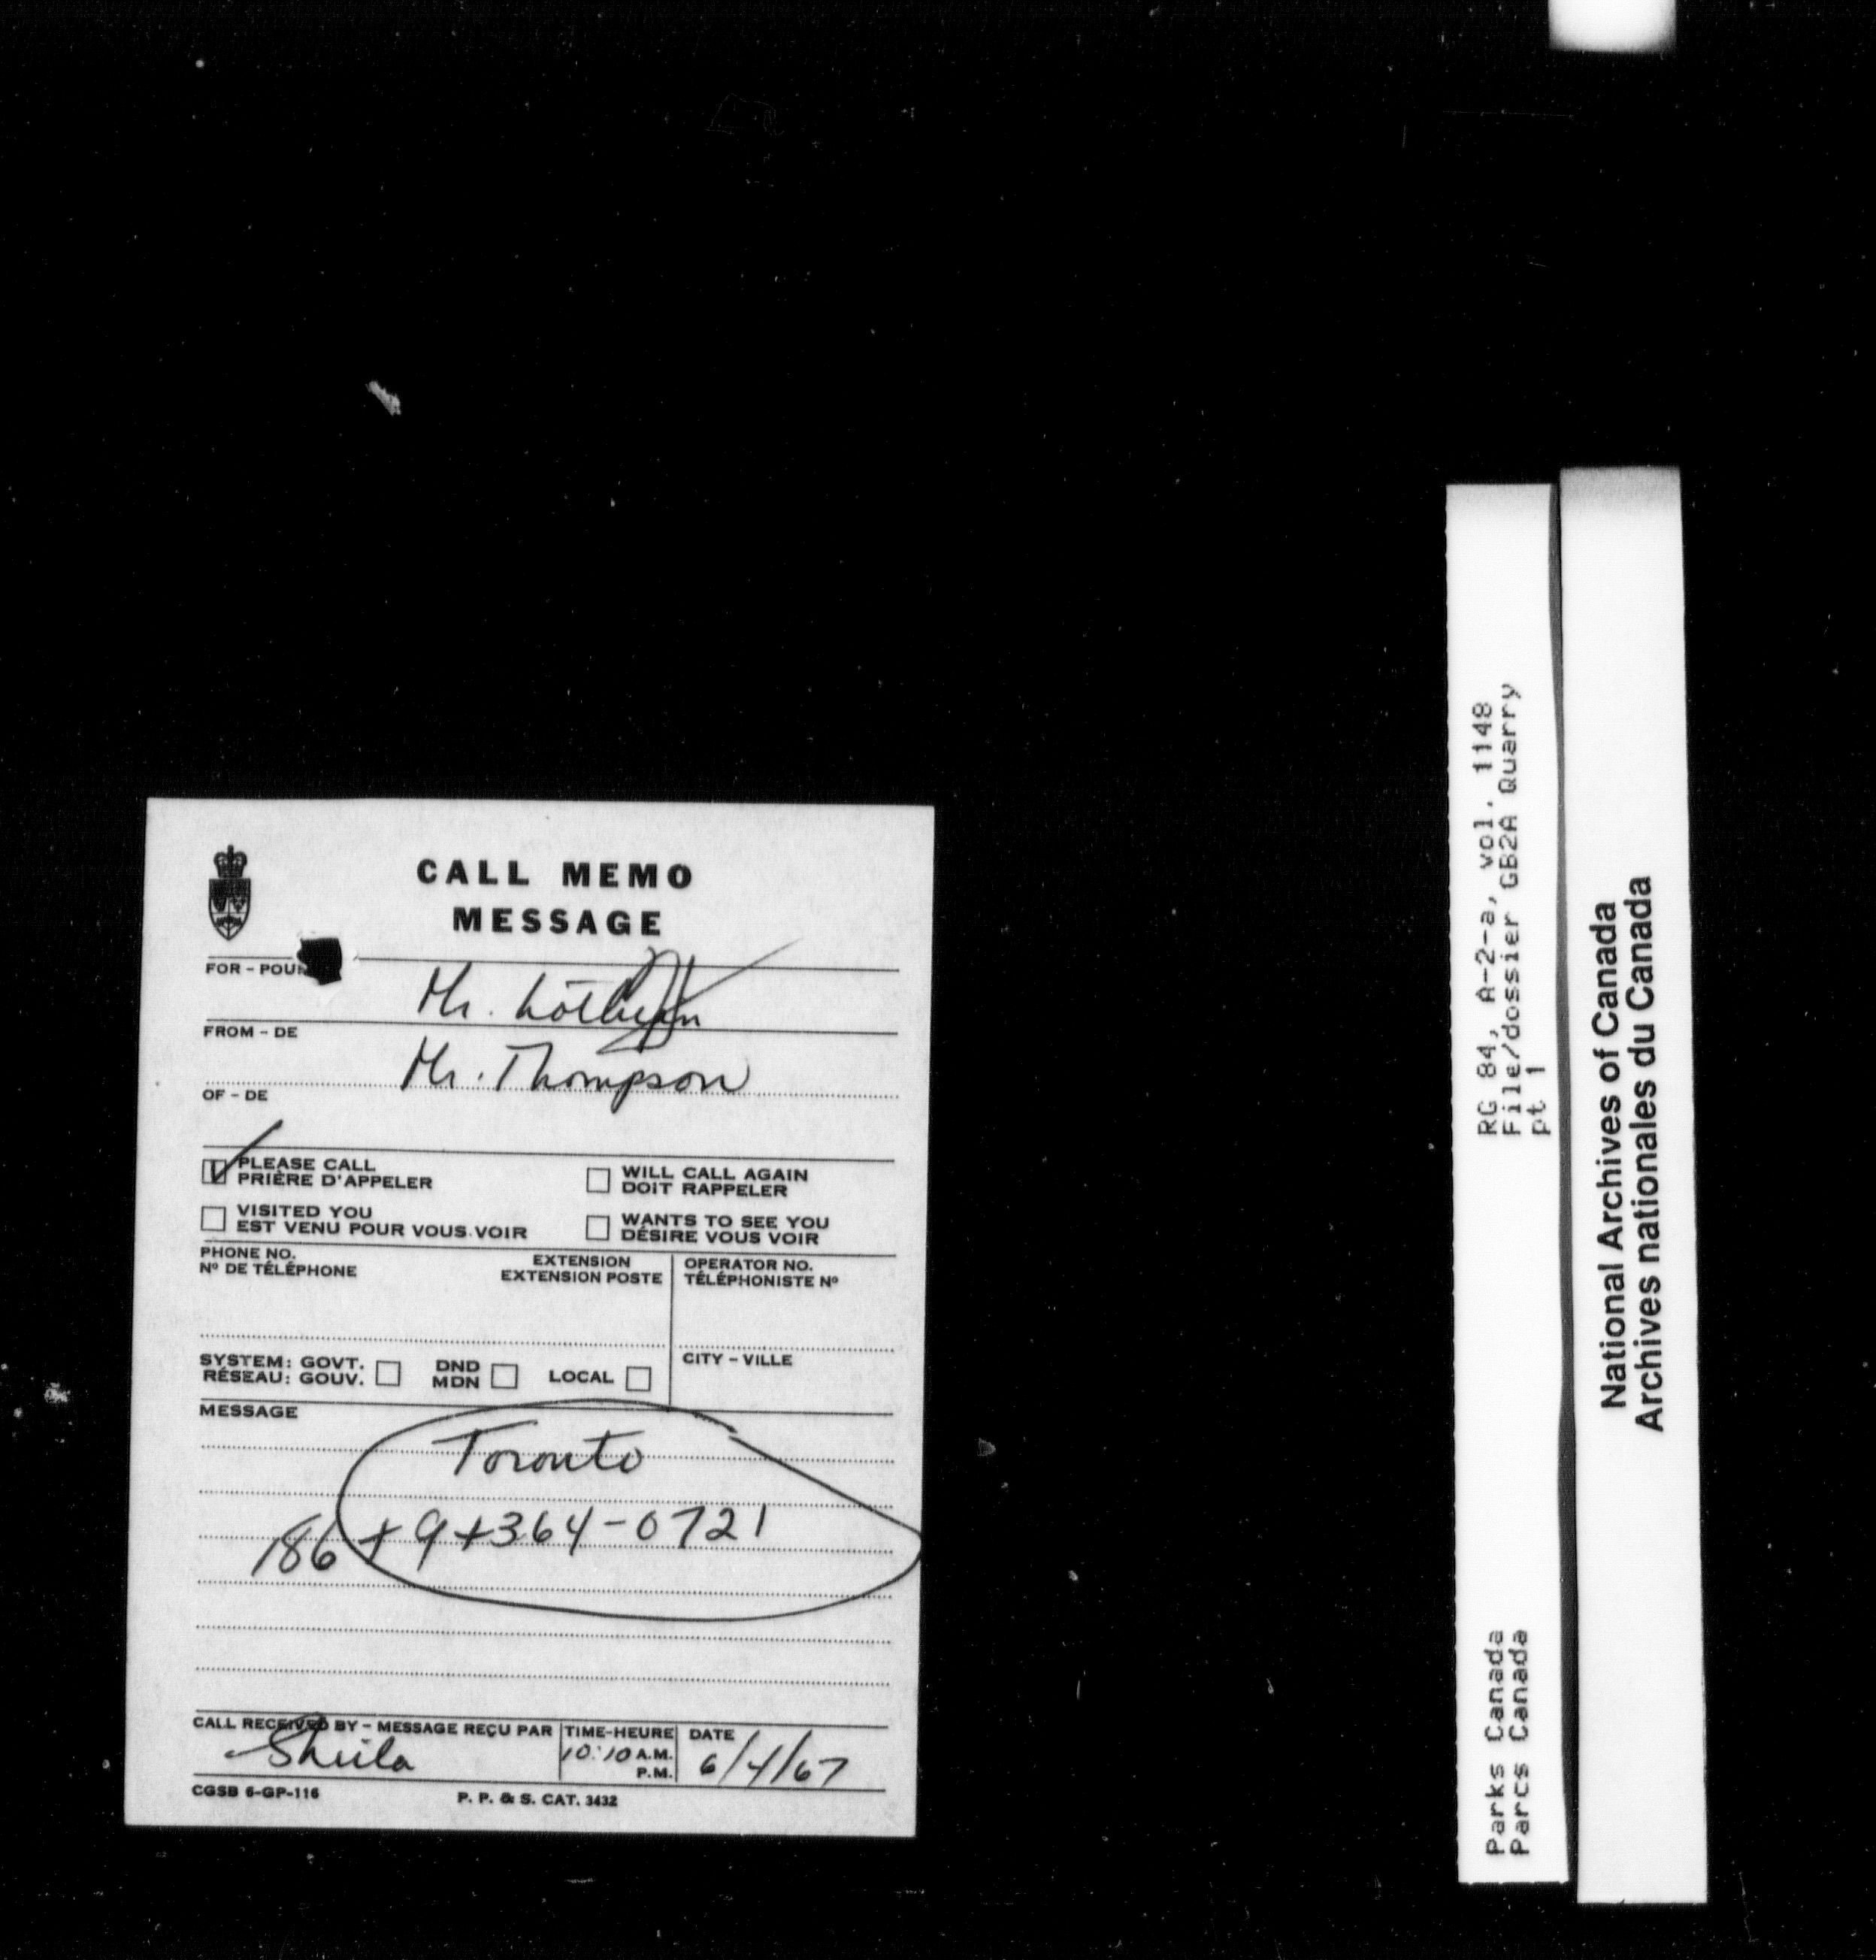 CALL MEMO
MESSAGE
FOR - POUR
Mr.
FROM - DE
Mr. Thompson
OF - DE
PLEASE CALL
PRIÈRE D'APPELER
WILL CALL AGAIN
DOIT RAPPELER
VISITED YOU
EST VENU POUR VOUS VOIR
WANTS TO SEE YOU
DÉSIRE VOUS VOIR
PHONE NO.
Nº DE TÉLÉPHONE
EXTENSION
EXTENSION POSTE
OPERATOR NO.
TÉLÉPHONISTE Nº
SYSTEM: GOVT.
RÉSEAU: GOUV.
DND
MDN
LOCAL
CITY - VILLE
MESSAGE
Toronto
186 + 9 + 364-0721
CALL RECEIVED BY - MESSAGE REÇU PAR
Sheila
TIME-HEURE
10:10 A.M.
P.M.
DATE
6/4/67
CGSB 6-GP-116
P. P. & S. CAT. 3432
RG 84, A-2-a, vol. 1148
File/dossier GB2A Quarry
pt 1
Parks Canada
Parcs Canada
National Archives of Canada
Archives nationales du Canada